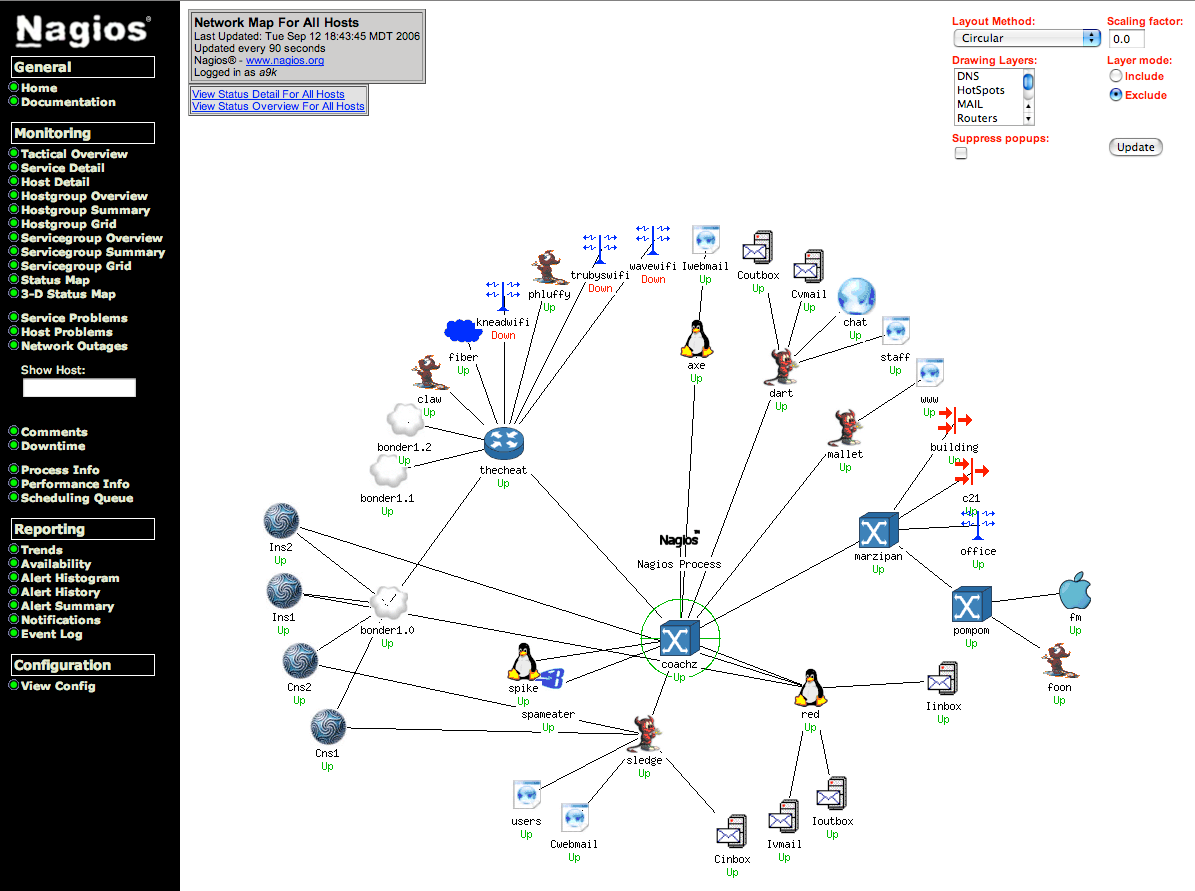 Nagios®
General
Home
Documentation
Monitoring
Tactical Overview
Service Detail
Host Detail
Hostgroup Overview
Hostgroup Summary
Hostgroup Grid
Servicegroup Overview
Servicegroup Summary
Servicegroup Grid
Status Map
3-D Status Map
Service Problems
Host Problems
Network Outages
Show Host:
Comments
Downtime
Process Info
Performance Info
Scheduling Queue
Reporting
Trends
Availability
Alert Histogram
Alert History
Alert Summary
Notifications
Event Log
Configuration
View Config
Network Map For All Hosts
Last Updated: Tue Sep 12 18:43:45 MDT 2006
Updated every 90 seconds
Nagios® - www.nagios.org
Logged in as a9k
View Status Detail For All Hosts
View Status Overview For All Hosts
Layout Method:
Circular
Scaling factor:
0.0
Drawing Layers:
DNS
HotSpots
MAIL
Routers
Layer mode:
Include
Exclude
Suppress popups:
Update
wavewifi
Down
Iwebmail
Up
trubyswifi
Down
Coutbox
Up
phluffy
Up
Cvmail
Up
kneadwifi
Down
chat
Up
fiber
Up
staff
Up
axe
Up
dart
Up
claw
Up
www
Up
bonder1.2
Up
building
Up
mallet
Up
thecheat
Up
bonder1.1
Up
c21
Up
Ins2
Up
Nagios™
Nagios Process
marzipan
Up
office
Up
Ins1
Up
bonder1.0
Up
pompom
Up
fm
Up
coachz
Up
Cns2
Up
spike
Up
foon
Up
spameater
Up
red
Up
Iinbox
Up
Cns1
Up
sledge
Up
users
Up
Cwebmail
Up
Ioutbox
Up
Ivmail
Up
Cinbox
Up